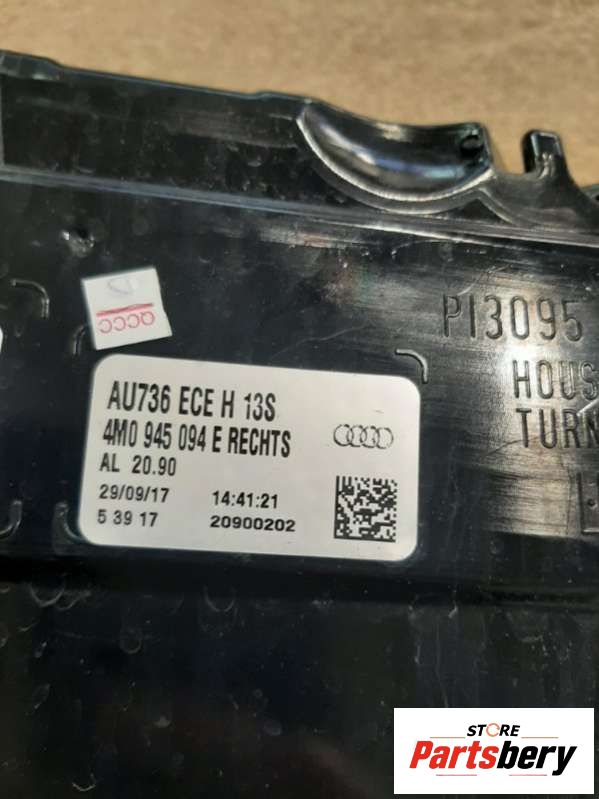 QCCC
PI3095
HOUS
TURN
AU736 ECE H 13S
4M0 945 094 E RECHTS
AL 20.90
29/09/17 14:41:21
5 39 17 20900202
STORE
Partsbery